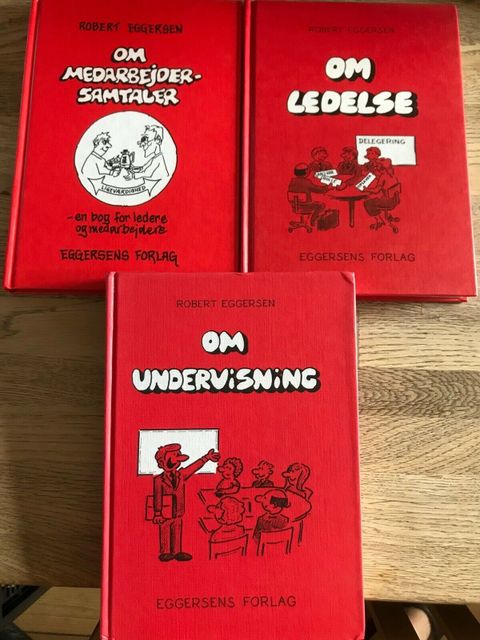 ROBERT EGGERSEN
OM
MEDARBEJDER-
SAMTALER
LIGEVÆRDIGHED
-en bog for ledere
og medarbejdere
EGGERSENS FORLAG
ROBERT EGGERSEN
OM
LEDELSE
DELEGERING
EGGERSENS FORLAG
ROBERT EGGERSEN
OM
UNDERVISNING
EGGERSENS FORLAG